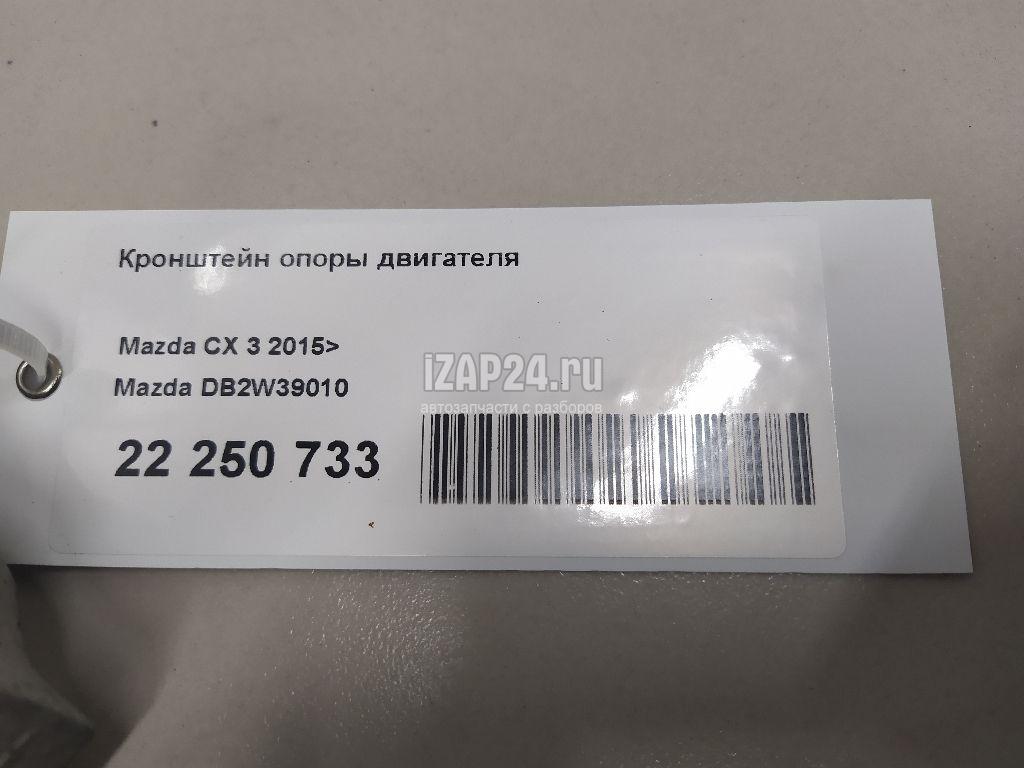 Кронштейн опоры двигателя
Mazda CX 3 2015>
iZAP24.ru
Mazda DB2W39010
автозапчасти с разборов
22 250 733